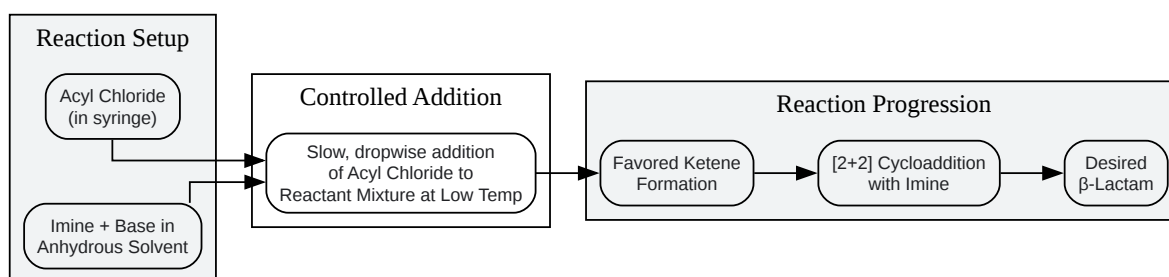 Reaction Setup
Acyl Chloride
(in syringe)
Imine + Base in
Anhydrous Solvent
Controlled Addition
Slow, dropwise addition
of Acyl Chloride to
Reactant Mixture at Low Temp
Reaction Progression
Favored Ketene
Formation
[2+2] Cycloaddition
with Imine
Desired
β-Lactam